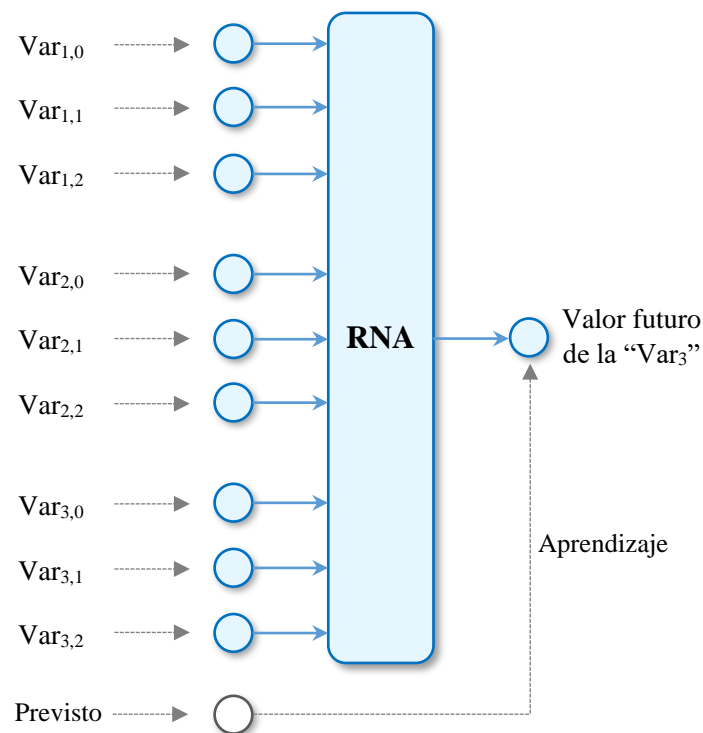 Var1,0
Var1,1
Var1,2
Var2,0
Var2,1
Var2,2
Var3,0
Var3,1
Var3,2
Previsto
RNA
Valor futuro
de la “Var3”
Aprendizaje